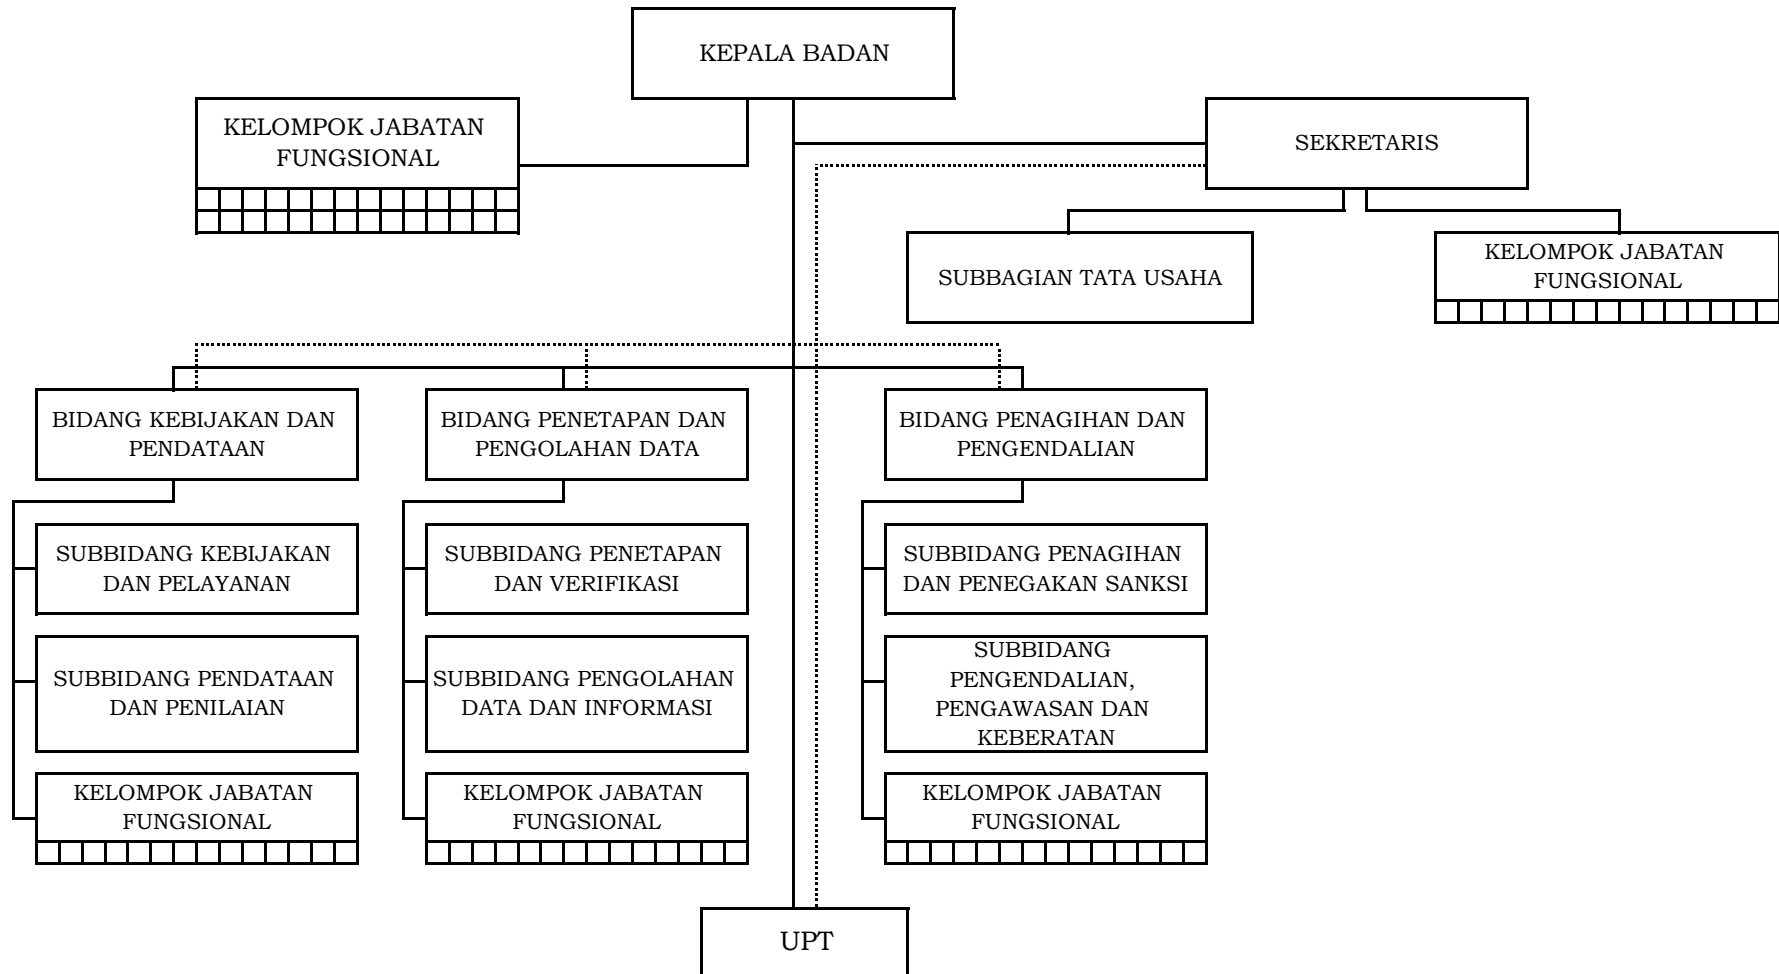 KEPALA BADAN
KELOMPOK JABATAN
FUNGSIONAL
SEKRETARIS
SUBBAGIAN TATA USAHA
KELOMPOK JABATAN
FUNGSIONAL
BIDANG KEBIJAKAN DAN
PENDATAAN
BIDANG PENETAPAN DAN
PENGOLAHAN DATA
BIDANG PENAGIHAN DAN
PENGENDALIAN
SUBBIDANG KEBIJAKAN
DAN PELAYANAN
SUBBIDANG PENETAPAN
DAN VERIFIKASI
SUBBIDANG PENAGIHAN
DAN PENEGAKAN SANKSI
SUBBIDANG PENDATAAN
DAN PENILAIAN
SUBBIDANG PENGOLAHAN
DATA DAN INFORMASI
SUBBIDANG
PENGENDALIAN,
PENGAWASAN DAN
KEBERATAN
KELOMPOK JABATAN
FUNGSIONAL
KELOMPOK JABATAN
FUNGSIONAL
KELOMPOK JABATAN
FUNGSIONAL
UPT